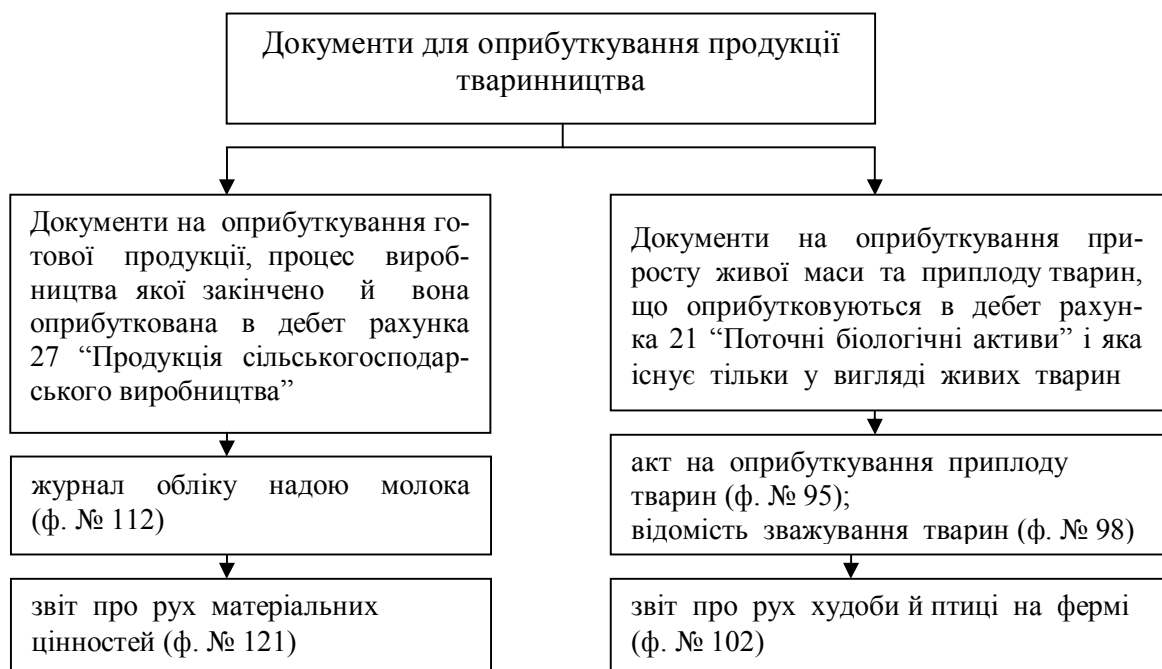 Документи для оприбуткування продукції
тваринництва
Документи на оприбуткування го-
тової продукції, процес вироб-
ництва якої закінчено й вона
оприбуткована в дебет рахунка
27 “Продукція сільськогосподар-
ського виробництва”
журнал обліку надою молока
(ф. № 112)
звіт про рух матеріальних
цінностей (ф. № 121)
Документи на оприбуткування при-
росту живої маси та приплоду тварин,
що оприбутковуються в дебет рахун-
ка 21 “Поточні біологічні активи” і яка
існує тільки у вигляді живих тварин
акт на оприбуткування приплоду
тварин (ф. № 95);
відомість зважування тварин (ф. № 98)
звіт про рух худоби й птиці на фермі
(ф. № 102)